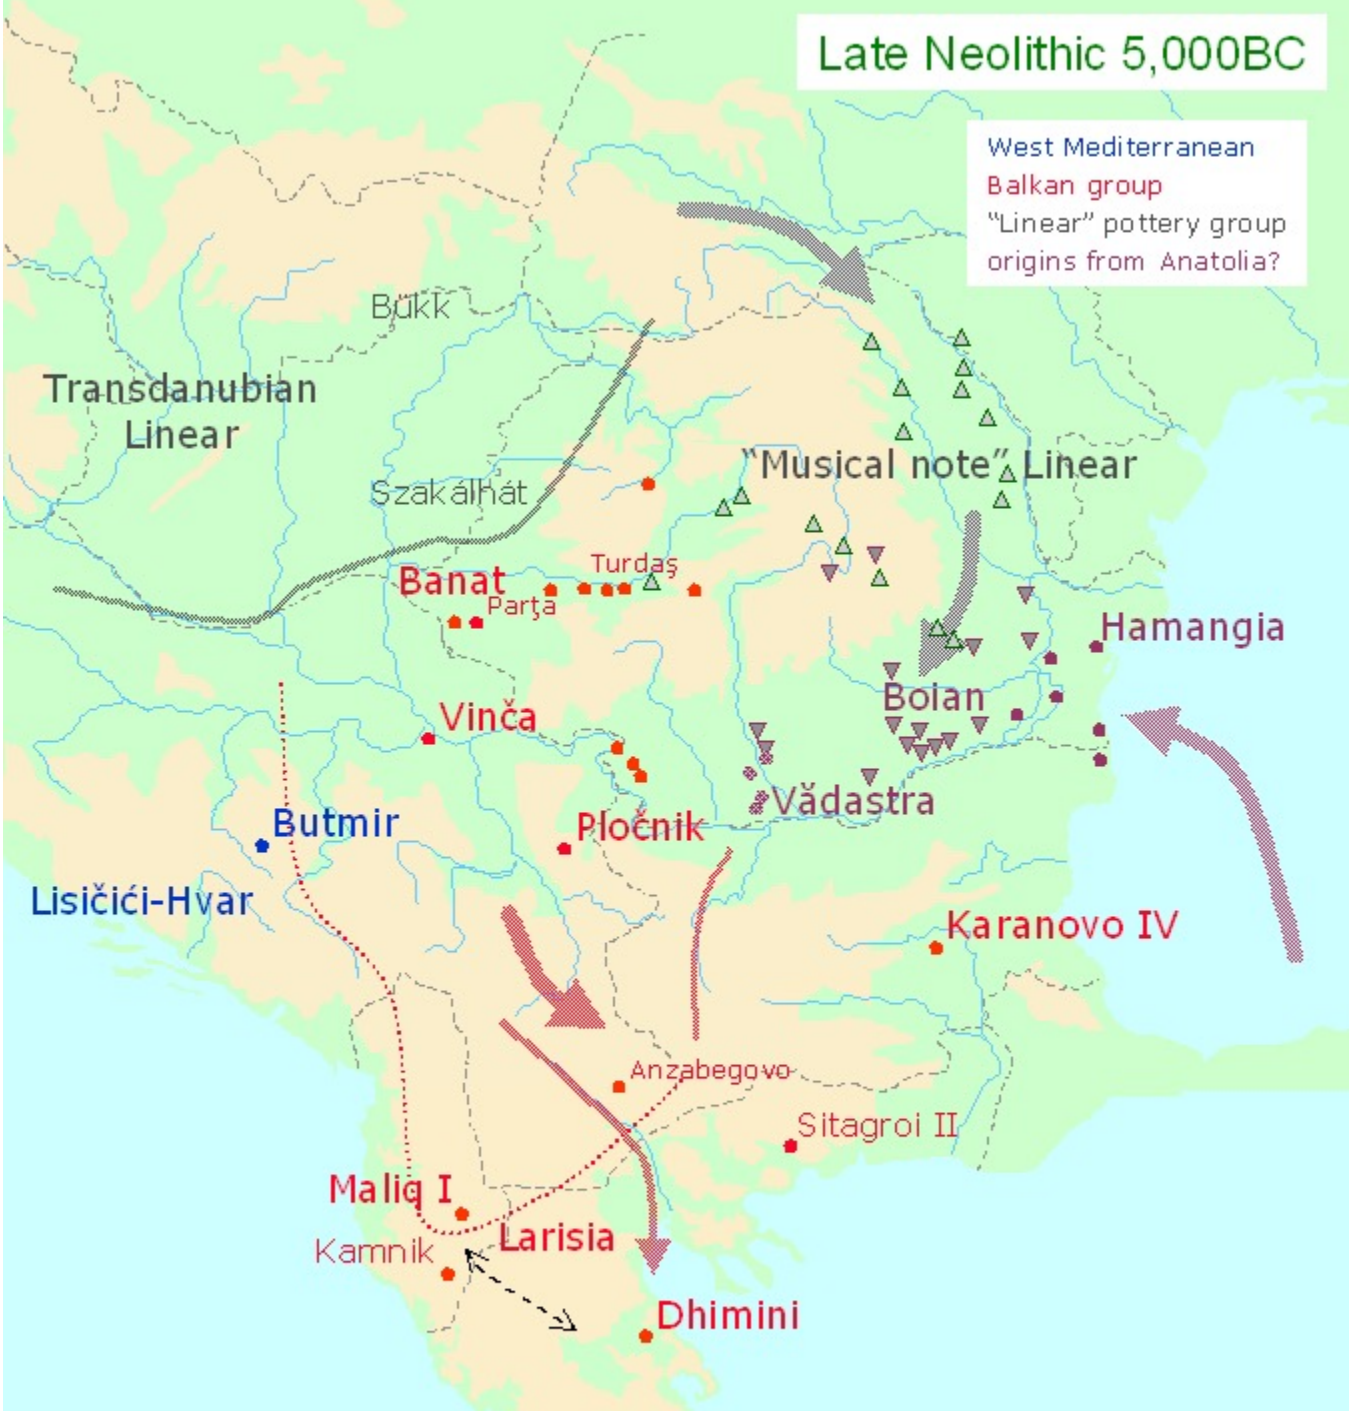 Late Neolithic 5,000BC
West Mediterranean
Balkan group
“Linear” pottery group
origins from Anatolia?
Bükk
Transdanubian
Linear
“Musical note” Linear
Szakálhát
Turdaş
Banat
Parţa
Hamangia
Boian
Vinča
Vădastra
Butmir
Pločnik
Lisičići-Hvar
Karanovo IV
Anzabegovo
Sitagroi II
Maliq I
Larisia
Kamnik
Dhimini